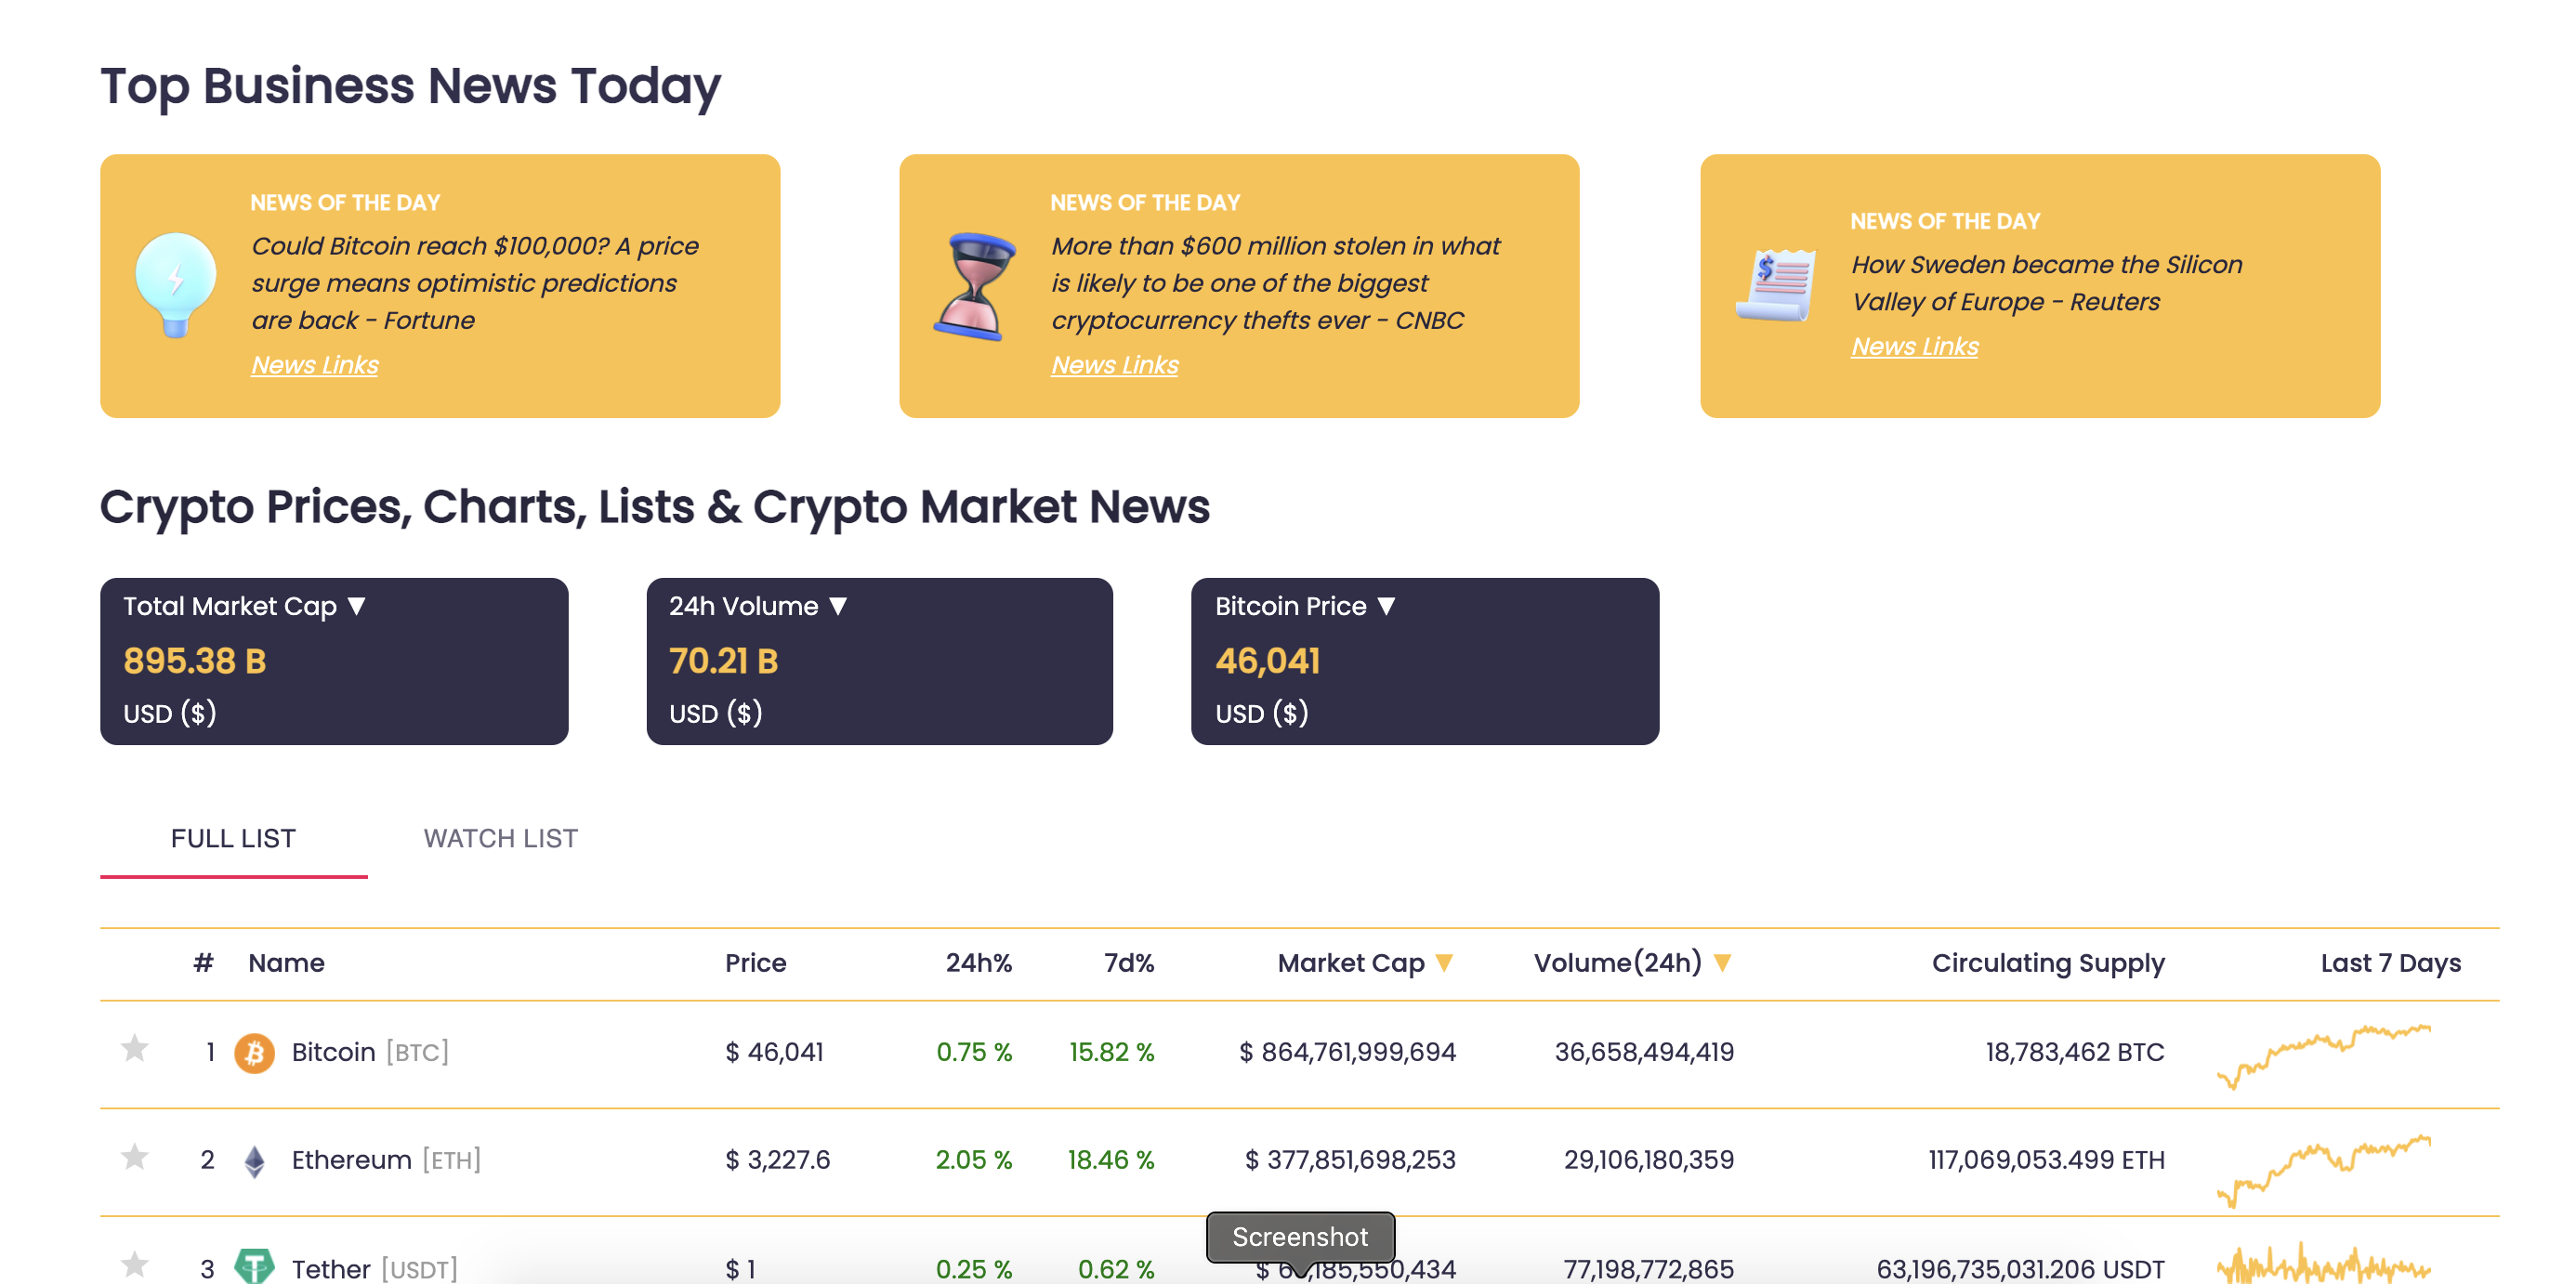 Top Business News Today
NEWS OF THE DAY
Could Bitcoin reach $100,000? A price
surge means optimistic predictions
are back - Fortune
News Links
NEWS OF THE DAY
More than $600 million stolen in what
is likely to be one of the biggest
cryptocurrency thefts ever - CNBC
News Links
NEWS OF THE DAY
How Sweden became the Silicon
Valley of Europe - Reuters
News Links
Crypto Prices, Charts, Lists & Crypto Market News
Total Market Cap ▼
895.38 B
USD ($)
24h Volume ▼
70.21 B
USD ($)
Bitcoin Price ▼
46,041
USD ($)
FULL LIST WATCH LIST
# Name Price 24h% 7d% Market Cap ▼ Volume(24h) ▼ Circulating Supply Last 7 Days
1 Bitcoin [BTC] $ 46,041 0.75 % 15.82 % $ 864,761,999,694 36,658,494,419 18,783,462 BTC
2 Ethereum [ETH] $ 3,227.6 2.05 % 18.46 % $ 377,851,698,253 29,106,180,359 117,069,053.499 ETH
Screenshot
3 Tether [USDT] $ 1 0.25 % 0.62 % $ 77,198,772,865 63,196,735,031.206 USDT